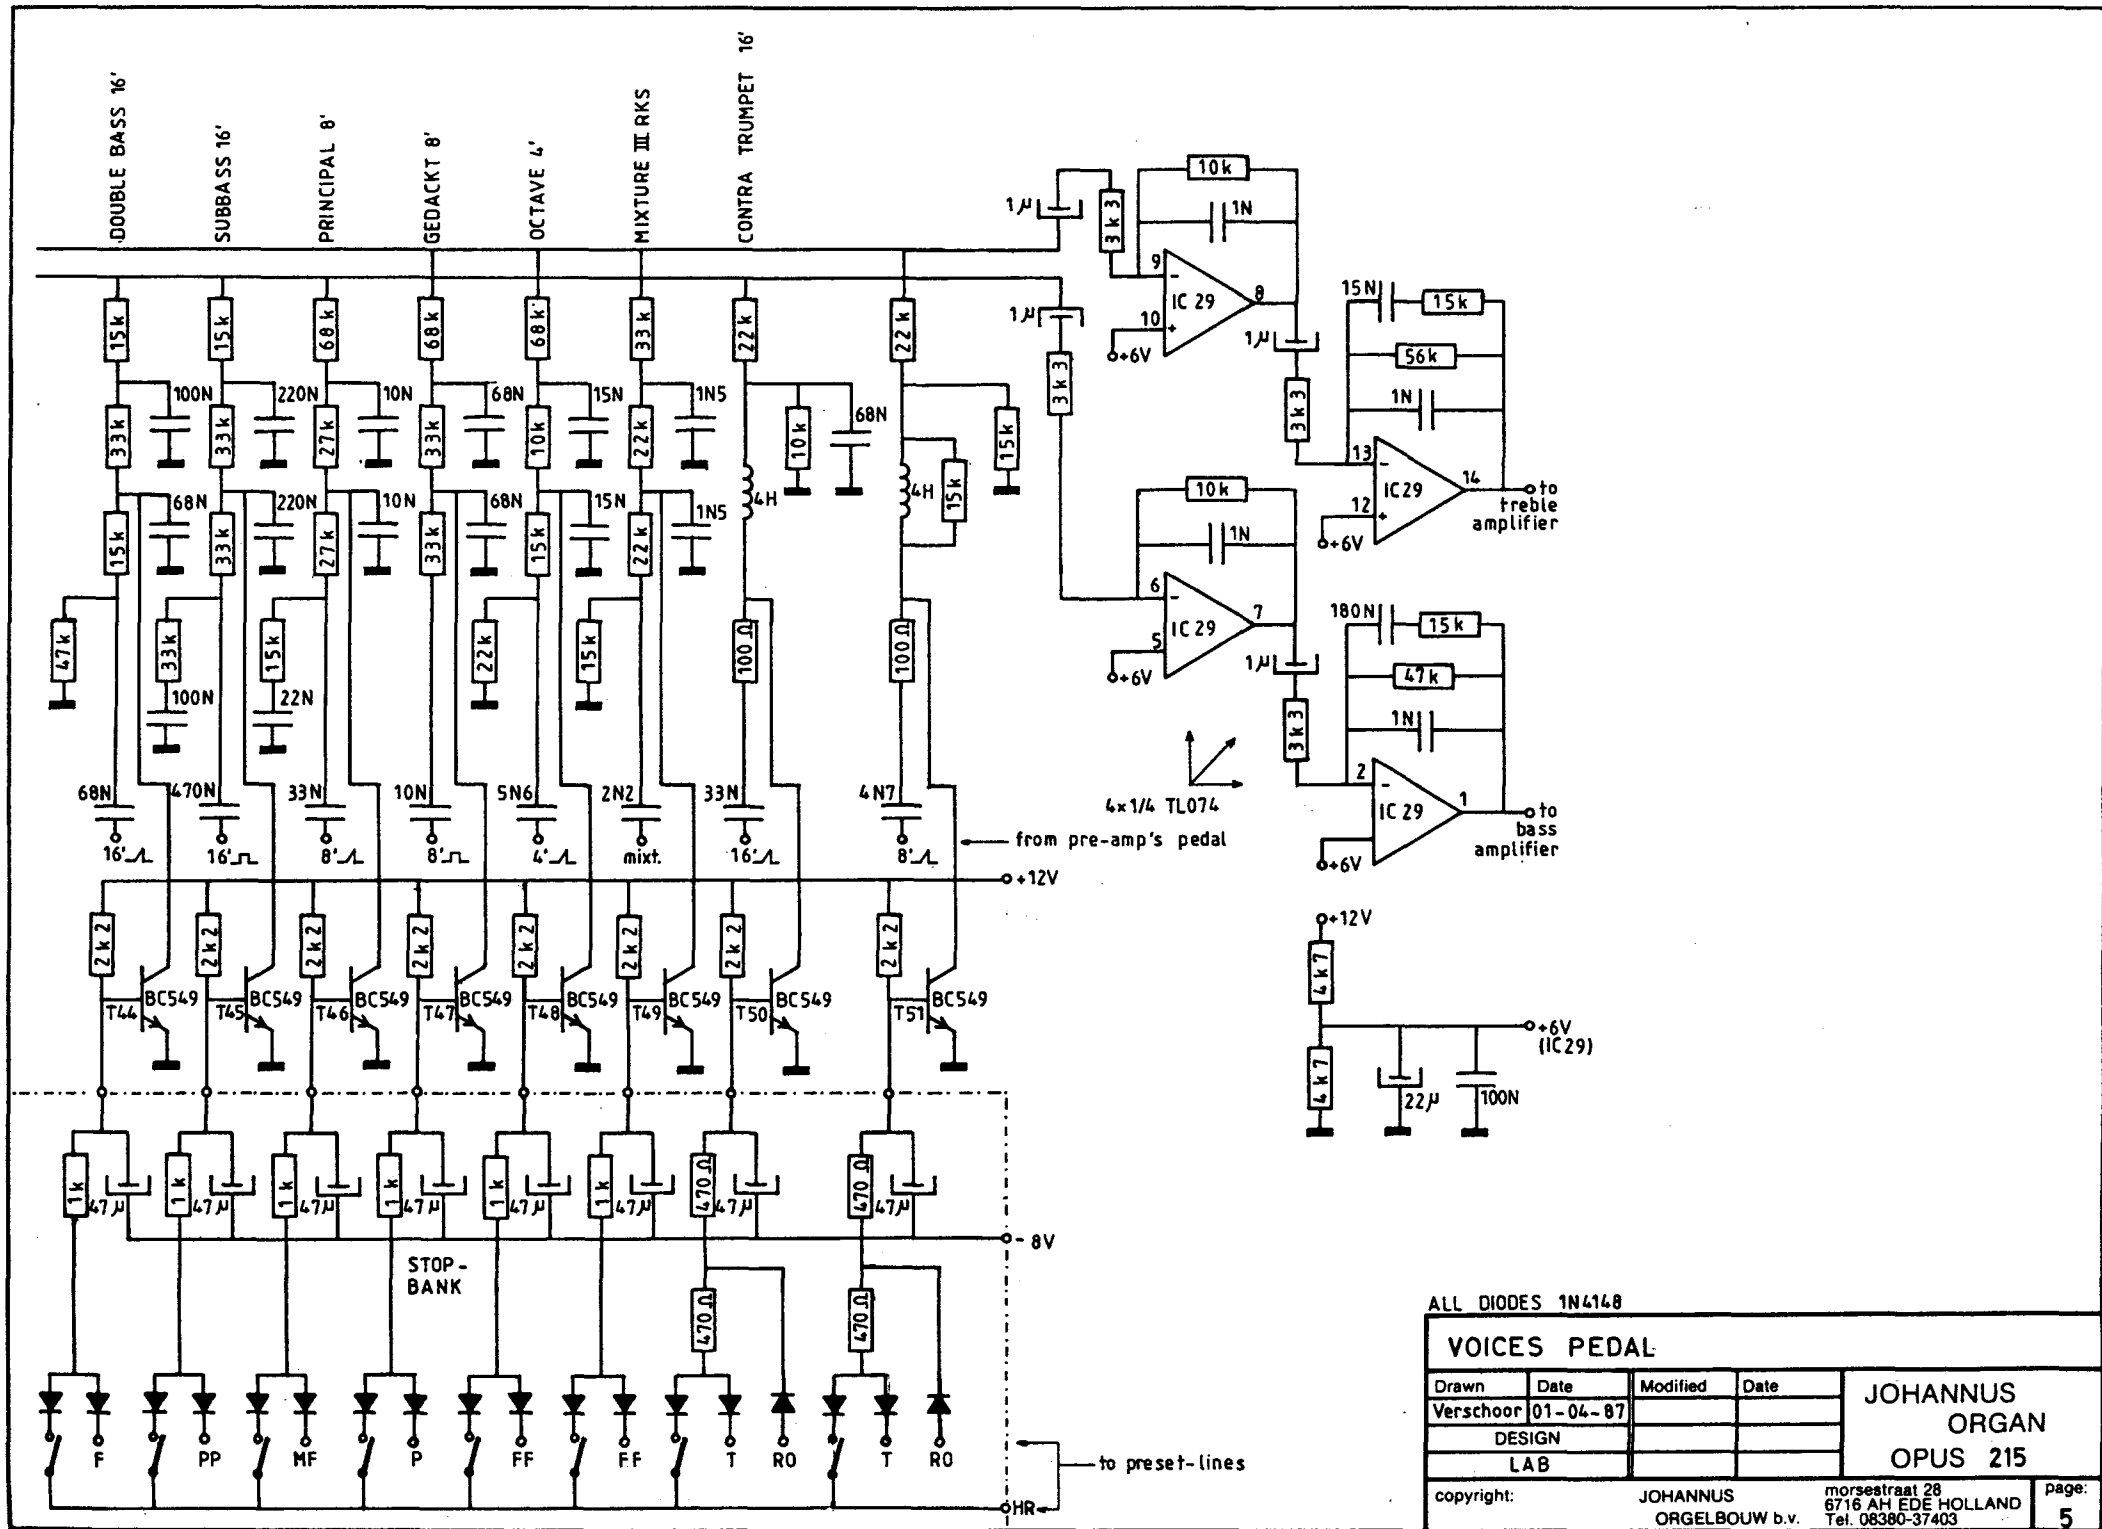 DOUBLE BASS 16'
SUBBASS 16'
PRINCIPAL 8'
GEDACKT 8'
OCTAVE 4'
MIXTURE III RKS
CONTRA TRUMPET 16'
15k 15k 68k 68k 68k 33k 22k 22k
100N 220N 10N 68N 15N 1N5 10k 68N 15k
33k 33k 27k 33k 10k 22k 4H 4H 15k
68N 220N 10N 68N 15N 1N5
15k 33k 27k 33k 15k 22k
47k 33k 15k 22k 15k 100Ω 100Ω
100N 22N
68N 470N 33N 10N 5N6 2N2 33N 4N7
16' 16' 8' 8' 4' mixt. 16' 8'
from pre-amp's pedal
+12V
2k2 2k2 2k2 2k2 2k2 2k2 2k2 2k2
BC549 BC549 BC549 BC549 BC549 BC549 BC549 BC549
T44 T45 T46 T47 T48 T49 T50 T51
1k 1k 1k 1k 1k 1k 470Ω 470Ω
47µ 47µ 47µ 47µ 47µ 47µ 47µ 47µ
- 8V
STOP-
BANK
470Ω 470Ω
F PP MF P FF FF T RO T RO
to preset-lines
HR
1µ 3k3 10k 1N
9 - IC 29 8
10 +
+6V
1µ 3k3
1µ 3k3
15N 15k
56k
1N
13 - IC29 14
12 +
+6V
to
treble
amplifier
10k
1N
6 - IC 29 7
5
+6V
1µ 3k3
180N 15k
47k
1N
2 - IC 29 1
+6V
to
bass
amplifier
4x1/4 TL074
+12V
4k7
+6V
(IC29)
4k7 22µ 100N
ALL DIODES 1N4148
VOICES PEDAL
Drawn Date Modified Date
Verschoor 01-04-87
DESIGN
LAB
JOHANNUS
ORGAN
OPUS 215
copyright:
JOHANNUS
ORGELBOUW b.v.
morsestraat 28
6716 AH EDE HOLLAND
Tel. 08380-37403
page:
5